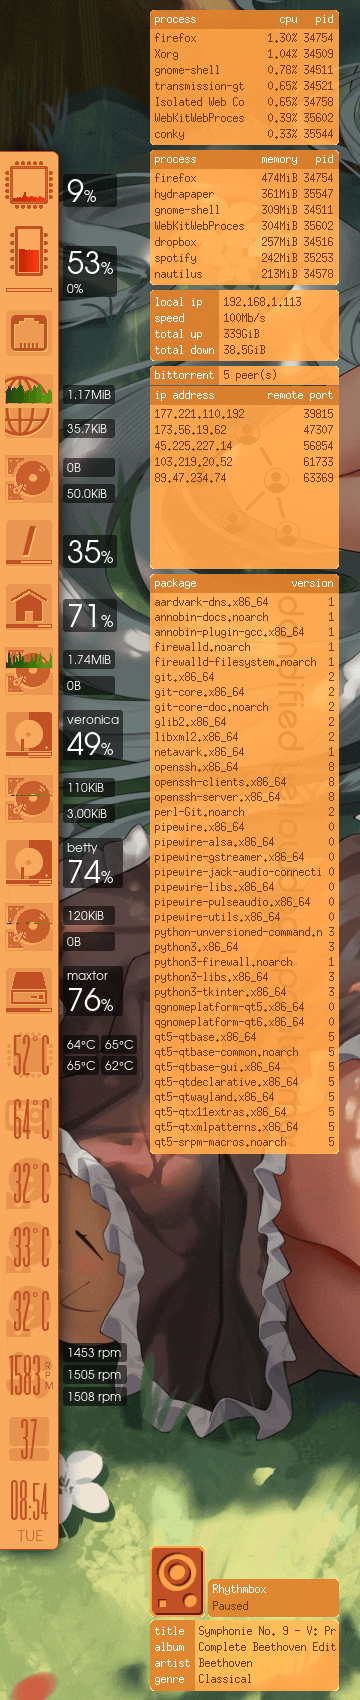 process cpu pid
firefox 1.30% 34754
Xorg 1.04% 34509
gnome-shell 0.78% 34511
transmission-gt 0.65% 34521
Isolated Web Co 0.65% 34758
WebKitWebProces 0.39% 35602
conky 0.33% 35544
process memory pid
firefox 474MiB 34754
hydrapaper 361MiB 35547
gnome-shell 309MiB 34511
WebKitWebProces 304MiB 35602
dropbox 257MiB 34516
spotify 242MiB 35253
nautilus 213MiB 34578
local ip 192.168.1.113
speed 100Mb/s
total up 339GiB
total down 38.5GiB
bittorrent 5 peer(s)
ip address remote port
177.221.110.192 39815
173.56.19.62 47307
45.225.227.14 56854
103.219.20.52 61733
89.47.234.74 63369
package version
aardvark-dns.x86_64 1
annobin-docs.noarch 1
annobin-plugin-gcc.x86_64 1
firewalld.noarch 1
firewalld-filesystem.noarch 1
git.x86_64 2
git-core.x86_64 2
git-core-doc.noarch 2
glib2.x86_64 2
libxml2.x86_64 2
netavark.x86_64 1
openssh.x86_64 8
openssh-clients.x86_64 8
openssh-server.x86_64 8
perl-Git.noarch 2
pipewire.x86_64 0
pipewire-alsa.x86_64 0
pipewire-gstreamer.x86_64 0
pipewire-jack-audio-connecti 0
pipewire-libs.x86_64 0
pipewire-pulseaudio.x86_64 0
pipewire-utils.x86_64 0
python-unversioned-command.n 3
python3.x86_64 3
python3-firewall.noarch 1
python3-libs.x86_64 3
python3-tkinter.x86_64 3
qgnomeplatform-qt5.x86_64 0
qgnomeplatform-qt6.x86_64 0
qt5-qtbase.x86_64 5
qt5-qtbase-common.noarch 5
qt5-qtbase-gui.x86_64 5
qt5-qtdeclarative.x86_64 5
qt5-qtwayland.x86_64 5
qt5-qtx11extras.x86_64 5
qt5-qtxmlpatterns.x86_64 5
qt5-srpm-macros.noarch 5
9%
53%
0%
1.17MiB
35.7KiB
0B
50.0KiB
35%
71%
1.74MiB
0B
veronica
49%
110KiB
3.00KiB
betty
74%
120KiB
0B
maxtor
76%
52°C
64°C 65°C
65°C 62°C
64°C
32°C
33°C
32°C
1583 RPM
1453 rpm
1505 rpm
1508 rpm
37
08:54
TUE
Rhythmbox
Paused
title Symphonie No. 9 - V: Pr
album Complete Beethoven Edit
artist Beethoven
genre Classical